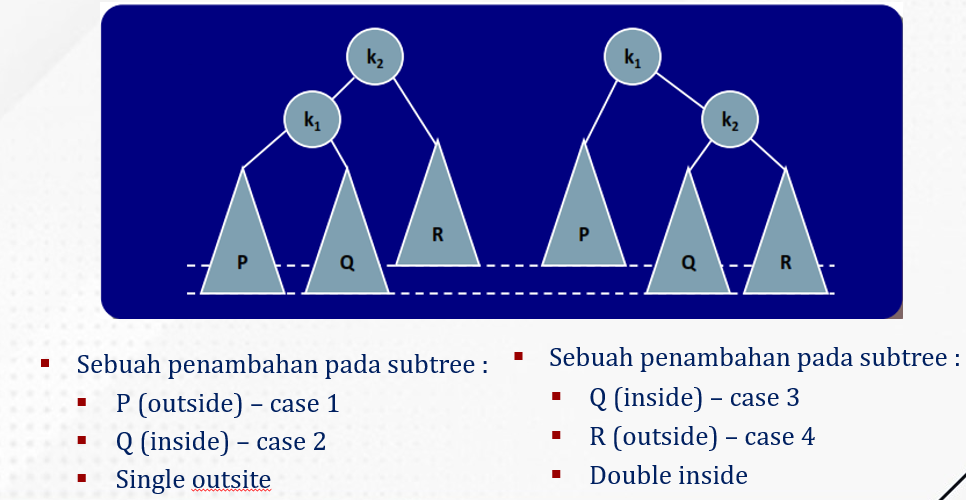 k₂
k₁
P
Q
R
k₁
k₂
P
Q
R
Sebuah penambahan pada subtree :
P (outside) – case 1
Q (inside) – case 2
Single outsite
Sebuah penambahan pada subtree :
Q (inside) – case 3
R (outside) – case 4
Double inside